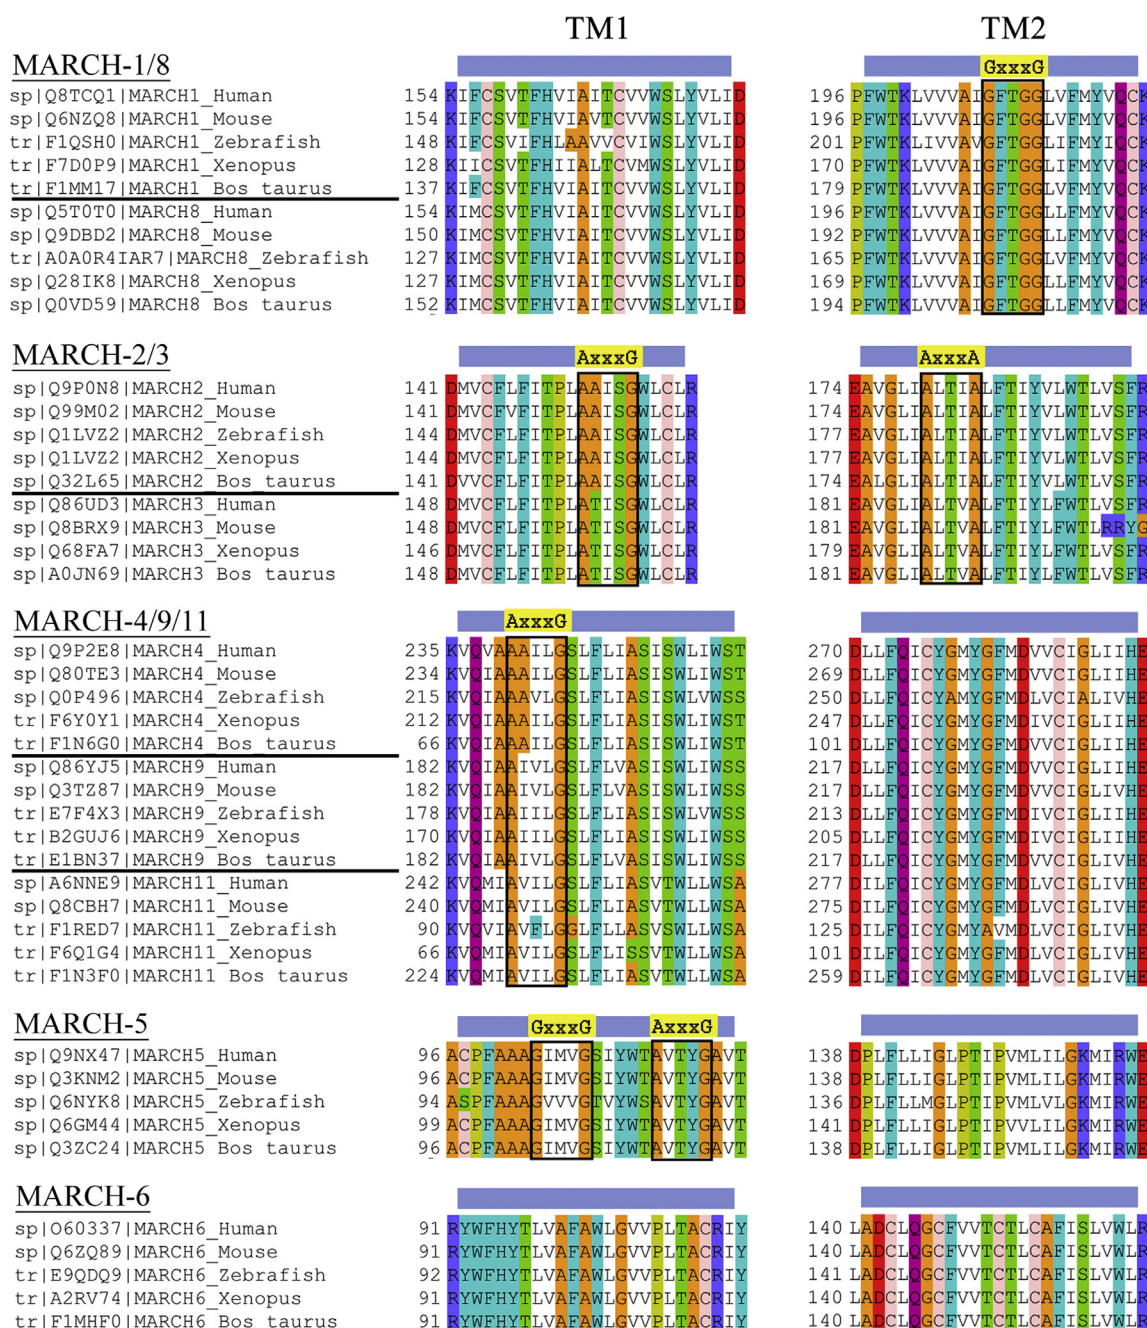 TM1 TM2
MARCH-1/8 GxxxG
sp|Q8TCQ1|MARCH1_Human 154 KIFCSVTFHVIAITCVVWSLYVLID 196 PFWTKLVVVAIGFTGGLVFMYVQCK
sp|Q6NZQ8|MARCH1_Mouse 154 KIFCSVTFHVIAVTCVVWSLYVLID 196 PFWTKLVVVAIGFTGGLVFMYVQCK
tr|F1QSH0|MARCH1_Zebrafish 148 KIFCSVIFHLAAVVCVIWSLYVLID 201 PFWTKLIVVAVGFTGGLIFMYIQCK
tr|F7D0P9|MARCH1_Xenopus 128 KIICSVTFHIIALTCVMWSLYVLID 170 PFWTKLVVVAIGFTGGLVFMYVQCK
tr|F1MM17|MARCH1_Bos taurus 137 KIFCSVTFHVIAITCVVWSLYVLID 179 PFWTKLVVVAIGFTGGLVFMYVQCK
sp|Q5T0T0|MARCH8_Human 154 KIMCSVTFHVIAITCVVWSLYVLID 196 PFWTKLVVVAIGFTGGLLFMYVQCK
sp|Q9DBD2|MARCH8_Mouse 150 KIMCSVTFHVIAITCVVWSLYVLID 192 PFWTKLVVVAIGFTGGLLFMYVQCK
tr|A0A0R4IAR7|MARCH8_Zebrafish 127 KIMCSVTFHVIAITCVVWSLYVLID 165 PFWTKLVVVAIGFTGGLLFMYVQCK
sp|Q28IK8|MARCH8_Xenopus 127 KIMCSVTFHVIAITCVVWSLYVLID 169 PFWTKLVVVAIGFTGGLLFMYVQCK
sp|Q0VD59|MARCH8_Bos taurus 152 KIMCSVTFHVIAITCVVWSLYVLID 194 PFWTKLVVVAIGFTGGLLFMYVQCK
MARCH-2/3 AxxxG AxxxA
sp|Q9P0N8|MARCH2_Human 141 DMVCFLFITPLAAISGWLCLR 174 EAVGLIALTIALFTIYVLWTLVSFR
sp|Q99M02|MARCH2_Mouse 141 DMVCFVFITPLAAISGWLCLR 174 EAVGLIALTIALFTIYVLWTLVSFR
sp|Q1LVZ2|MARCH2_Zebrafish 144 DMVCFLFITPLAAISGWLCLR 177 EAVGLIALTIALFTIYVLWTLVSFR
sp|Q1LVZ2|MARCH2_Xenopus 144 DMVCFLFITPLAAISGWLCLR 177 EAVGLIALTIALFTIYVLWTLVSFR
sp|Q32L65|MARCH2_Bos taurus 141 DVVCFLFITPLAAISGWLCLR 174 EALGLIALTIALFTIYVLWTLVSFR
sp|Q86UD3|MARCH3_Human 148 DMVCFLFITPLATISGWLCLR 181 EAVGLIALTVALFTIYLFWTLVSFR
sp|Q8BRX9|MARCH3_Mouse 148 DMVCFLFITPLATISGWLCLR 181 EAVGLIALTVALFTIYLFWTLRRYG
sp|Q68FA7|MARCH3_Xenopus 146 DMVCFLFITPLATISGWLCLR 179 EAVGLIALTVALFTIYLFWTLVSFR
sp|A0JN69|MARCH3 Bos taurus 148 DMVCFLFITPLATISGWLCLR 181 EAVGLIALTVALFTIYLFWTLVSFR
MARCH-4/9/11 AxxxG
sp|Q9P2E8|MARCH4_Human 235 KVQVAAAILGSLFLIASISWLIWST 270 DLLFQICYGMYGFMDVVCIGLIIHE
sp|Q80TE3|MARCH4_Mouse 234 KVQIAAAILGSLFLIASISWLIWST 269 DLLFQICYGMYGFMDVVCIGLIIHE
sp|Q0P496|MARCH4_Zebrafish 215 KVQIAAAVLGSLFLIASISWLVWSS 250 DLLFQICYAMYGFMDVVCIALIIHE
tr|F6Y0Y1|MARCH4_Xenopus 212 KVQIAAAILGSLFLIASISWLIWST 247 DLLFQICYGMYGFMDIVCIGLIIHE
tr|F1N6G0|MARCH4_Bos taurus 66 KVQIAAAILGSLFLIASISWLIWST 101 DLLFQICYGMYGFMDVVCIGLIIHE
sp|Q86YJ5|MARCH9_Human 182 KVQIAAIVLGSLFLVASISWLIWSS 217 DLLFQICYGMYGFMDVVCIGLIIHE
sp|Q3TZ87|MARCH9_Mouse 182 KVQIAAIVLGSLFLVASISWLIWSS 217 DLLFQICYGMYGFMDVVCIGLIIHE
tr|E7F4X3|MARCH9_Zebrafish 178 KVQIAAIILGSLFLIASISWLVWSS 213 DLLFQICYGMYGFMDIVCIGLIIHE
tr|B2GUJ6|MARCH9_Xenopus 170 KVQIAAIILGSLFLIASISWLIWSS 205 DLLFQICYGMYGFMDIVCIGLIIHE
tr|E1BN37|MARCH9_Bos taurus 182 KVQIAAIVLGSLFLVASISWLIWSS 217 DLLFQICYGMYGFMDVVCIGLIIHE
sp|A6NNE9|MARCH11_Human 242 KVQMIAVILGSLFLIASVTWLLWSA 277 DILFQICYGMYGFMDLVCIGLIVHE
sp|Q8CBH7|MARCH11_Mouse 240 KVQMIAVILGSLFLIASVTWLLWSA 275 DILFQICYGMYGFMDLVCIGLIVHE
tr|F1RED7|MARCH11_Zebrafish 90 KVQVIAVFLGGLFLLASVSWLLWSA 125 DILFQICYGMYAVMDLVCIGLIVHE
tr|F6Q1G4|MARCH11_Xenopus 66 KVQMIAVILGSLFLISSVTWLLWSA 101 DILFQICYGMYGFMDLVCIGLIVHE
tr|F1N3F0|MARCH11 Bos taurus 224 KVQMIAVILGSLFLIASVTWLLWSA 259 DILFQICYGMYGFMDLVCIGLIVHE
MARCH-5 GxxxG AxxxG
sp|Q9NX47|MARCH5_Human 96 ACPFAAAGIMVGSIYWTAVTYGAVT 138 DPLFLLIGLPTIPVMLILGKMIRWE
sp|Q3KNM2|MARCH5_Mouse 96 ACPFAAAGIMVGSIYWTAVTYGAVT 138 DPLFLLIGLPTIPVMLILGKMIRWE
sp|Q6NYK8|MARCH5_Zebrafish 94 ASPFAAAGVVVGTVYWSAVTYGAVT 136 DPLFLLMGLPTIPVMLVLGKMIRWE
sp|Q6GM44|MARCH5_Xenopus 99 ACPFAAAGIMVGSIYWTAVTYGAVT 141 DPLFLLIGLPTIPVVLILGKMIRWE
sp|Q3ZC24|MARCH5 Bos taurus 96 ACPFAAAGIMVGSIYWTAVTYGAVT 138 DPLFLLIGLPTIPVMLILGKMIRWE
MARCH-6
sp|O60337|MARCH6_Human 91 RYWFHYTLVAFAWLGVVPLTACRIY 140 LADCLQGCFVVTCTLCAFISLVWLR
sp|Q6ZQ89|MARCH6_Mouse 91 RYWFHYTLVAFAWLGVVPLTACRIY 140 LADCLQGCFVVTCTLCAFISLVWLR
tr|E9QDQ9|MARCH6_Zebrafish 92 RYWFHYTLVAFAWLGVVPLTACRIY 141 LADCLQGCFVVTCTLCAFISLVWLR
tr|A2RV74|MARCH6_Xenopus 91 RYWFHYTLVAFAWLGVVPLTACRIY 140 LADCLQGCFVVTCTLCAFISLVWLR
tr|F1MHF0|MARCH6_Bos taurus 91 RYWFHYTLVAFAWLGVVPLTACRIY 140 LADCLQGCFVVTCTLCAFISLVWLR